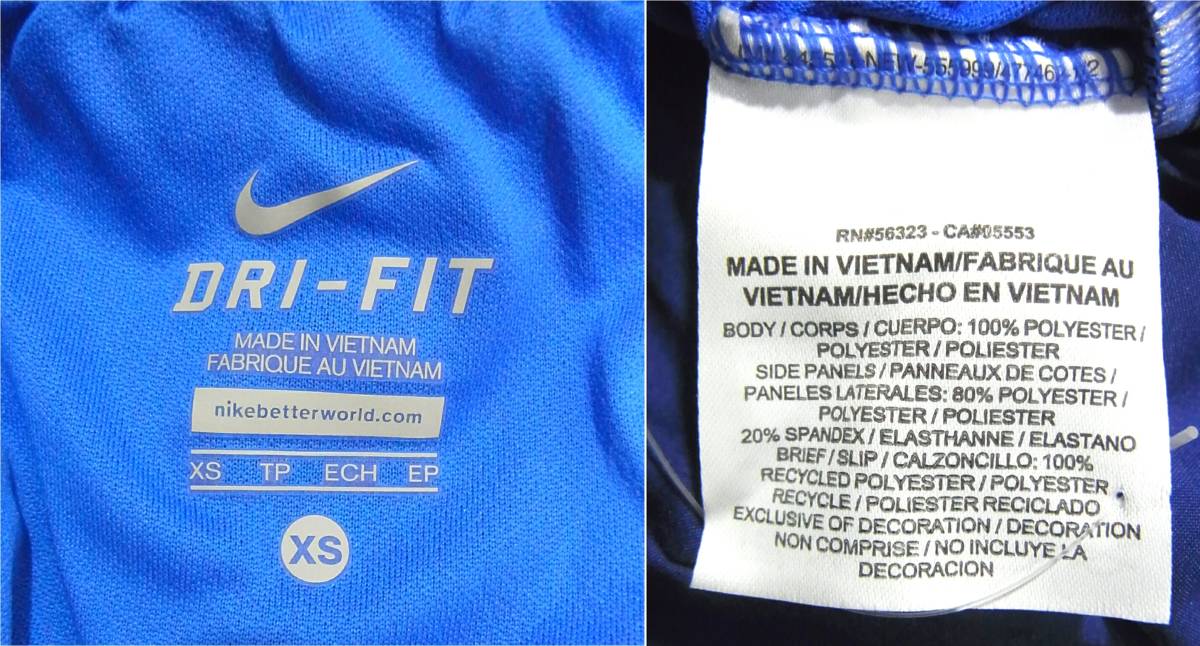 DRI-FIT
MADE IN VIETNAM
FABRIQUE AU VIETNAM
nikebetterworld.com
XS TP ECH EP
XS
RN#56323 - CA#05553
MADE IN VIETNAM/FABRIQUE AU
VIETNAM/HECHO EN VIETNAM
BODY / CORPS / CUERPO: 100% POLYESTER /
POLYESTER / POLIESTER
SIDE PANELS / PANNEAUX DE COTES /
PANELES LATERALES: 80% POLYESTER /
POLYESTER / POLIESTER
20% SPANDEX / ELASTHANNE / ELASTANO
BRIEF / SLIP / CALZONCILLO: 100%
RECYCLED POLYESTER / POLYESTER
RECYCLE / POLIESTER RECICLADO
EXCLUSIVE OF DECORATION / DECORATION
NON COMPRISE / NO INCLUYE LA
DECORACION